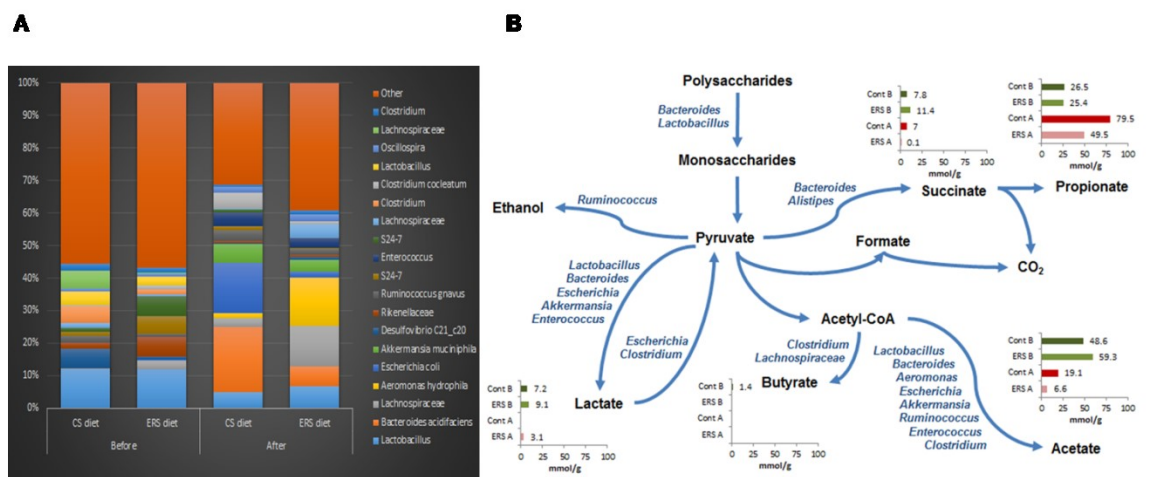 A
100%
90%
80%
70%
60%
50%
40%
30%
20%
10%
0%
CS diet
ERS diet
CS diet
ERS diet
Before
After
Other
Clostridium
Lachnospiraceae
Oscillospira
Lactobacillus
Clostridium cocleatum
Clostridium
Lachnospiraceae
S24-7
Enterococcus
S24-7
Ruminococcus gnavus
Rikenellaceae
Desulfovibrio C21_c20
Akkermansia muciniphila
Escherichia coli
Aeromonas hydrophila
Lachnospiraceae
Bacteroides acidifaciens
Lactobacillus
B
Polysaccharides
Bacteroides
Lactobacillus
Monosaccharides
Cont B 7.8
ERS B 11.4
Cont A 7
ERS A 0.1
0 25 50 75 100
mmol/g
Cont B 26.5
ERS B 25.4
Cont A 79.5
ERS A 49.5
0 25 50 75 100
mmol/g
Bacteroides
Alistipes
Succinate
Propionate
Ethanol
Ruminococcus
Pyruvate
Formate
CO2
Lactobacillus
Bacteroides
Escherichia
Akkermansia
Enterococcus
Escherichia
Clostridium
Acetyl-CoA
Clostridium
Lachnospiraceae
Butyrate
Lactobacillus
Bacteroides
Aeromonas
Escherichia
Akkermansia
Ruminococcus
Enterococcus
Clostridium
Cont B 48.6
ERS B 59.3
Cont A 19.1
ERS A 6.6
0 25 50 75 100
mmol/g
Cont B 7.2
ERS B 9.1
Cont A
ERS A 3.1
0 25 50 75 100
mmol/g
Lactate
Cont B 1.4
ERS B
Cont A
ERS A
0 25 50 75 100
mmol/g
Acetate